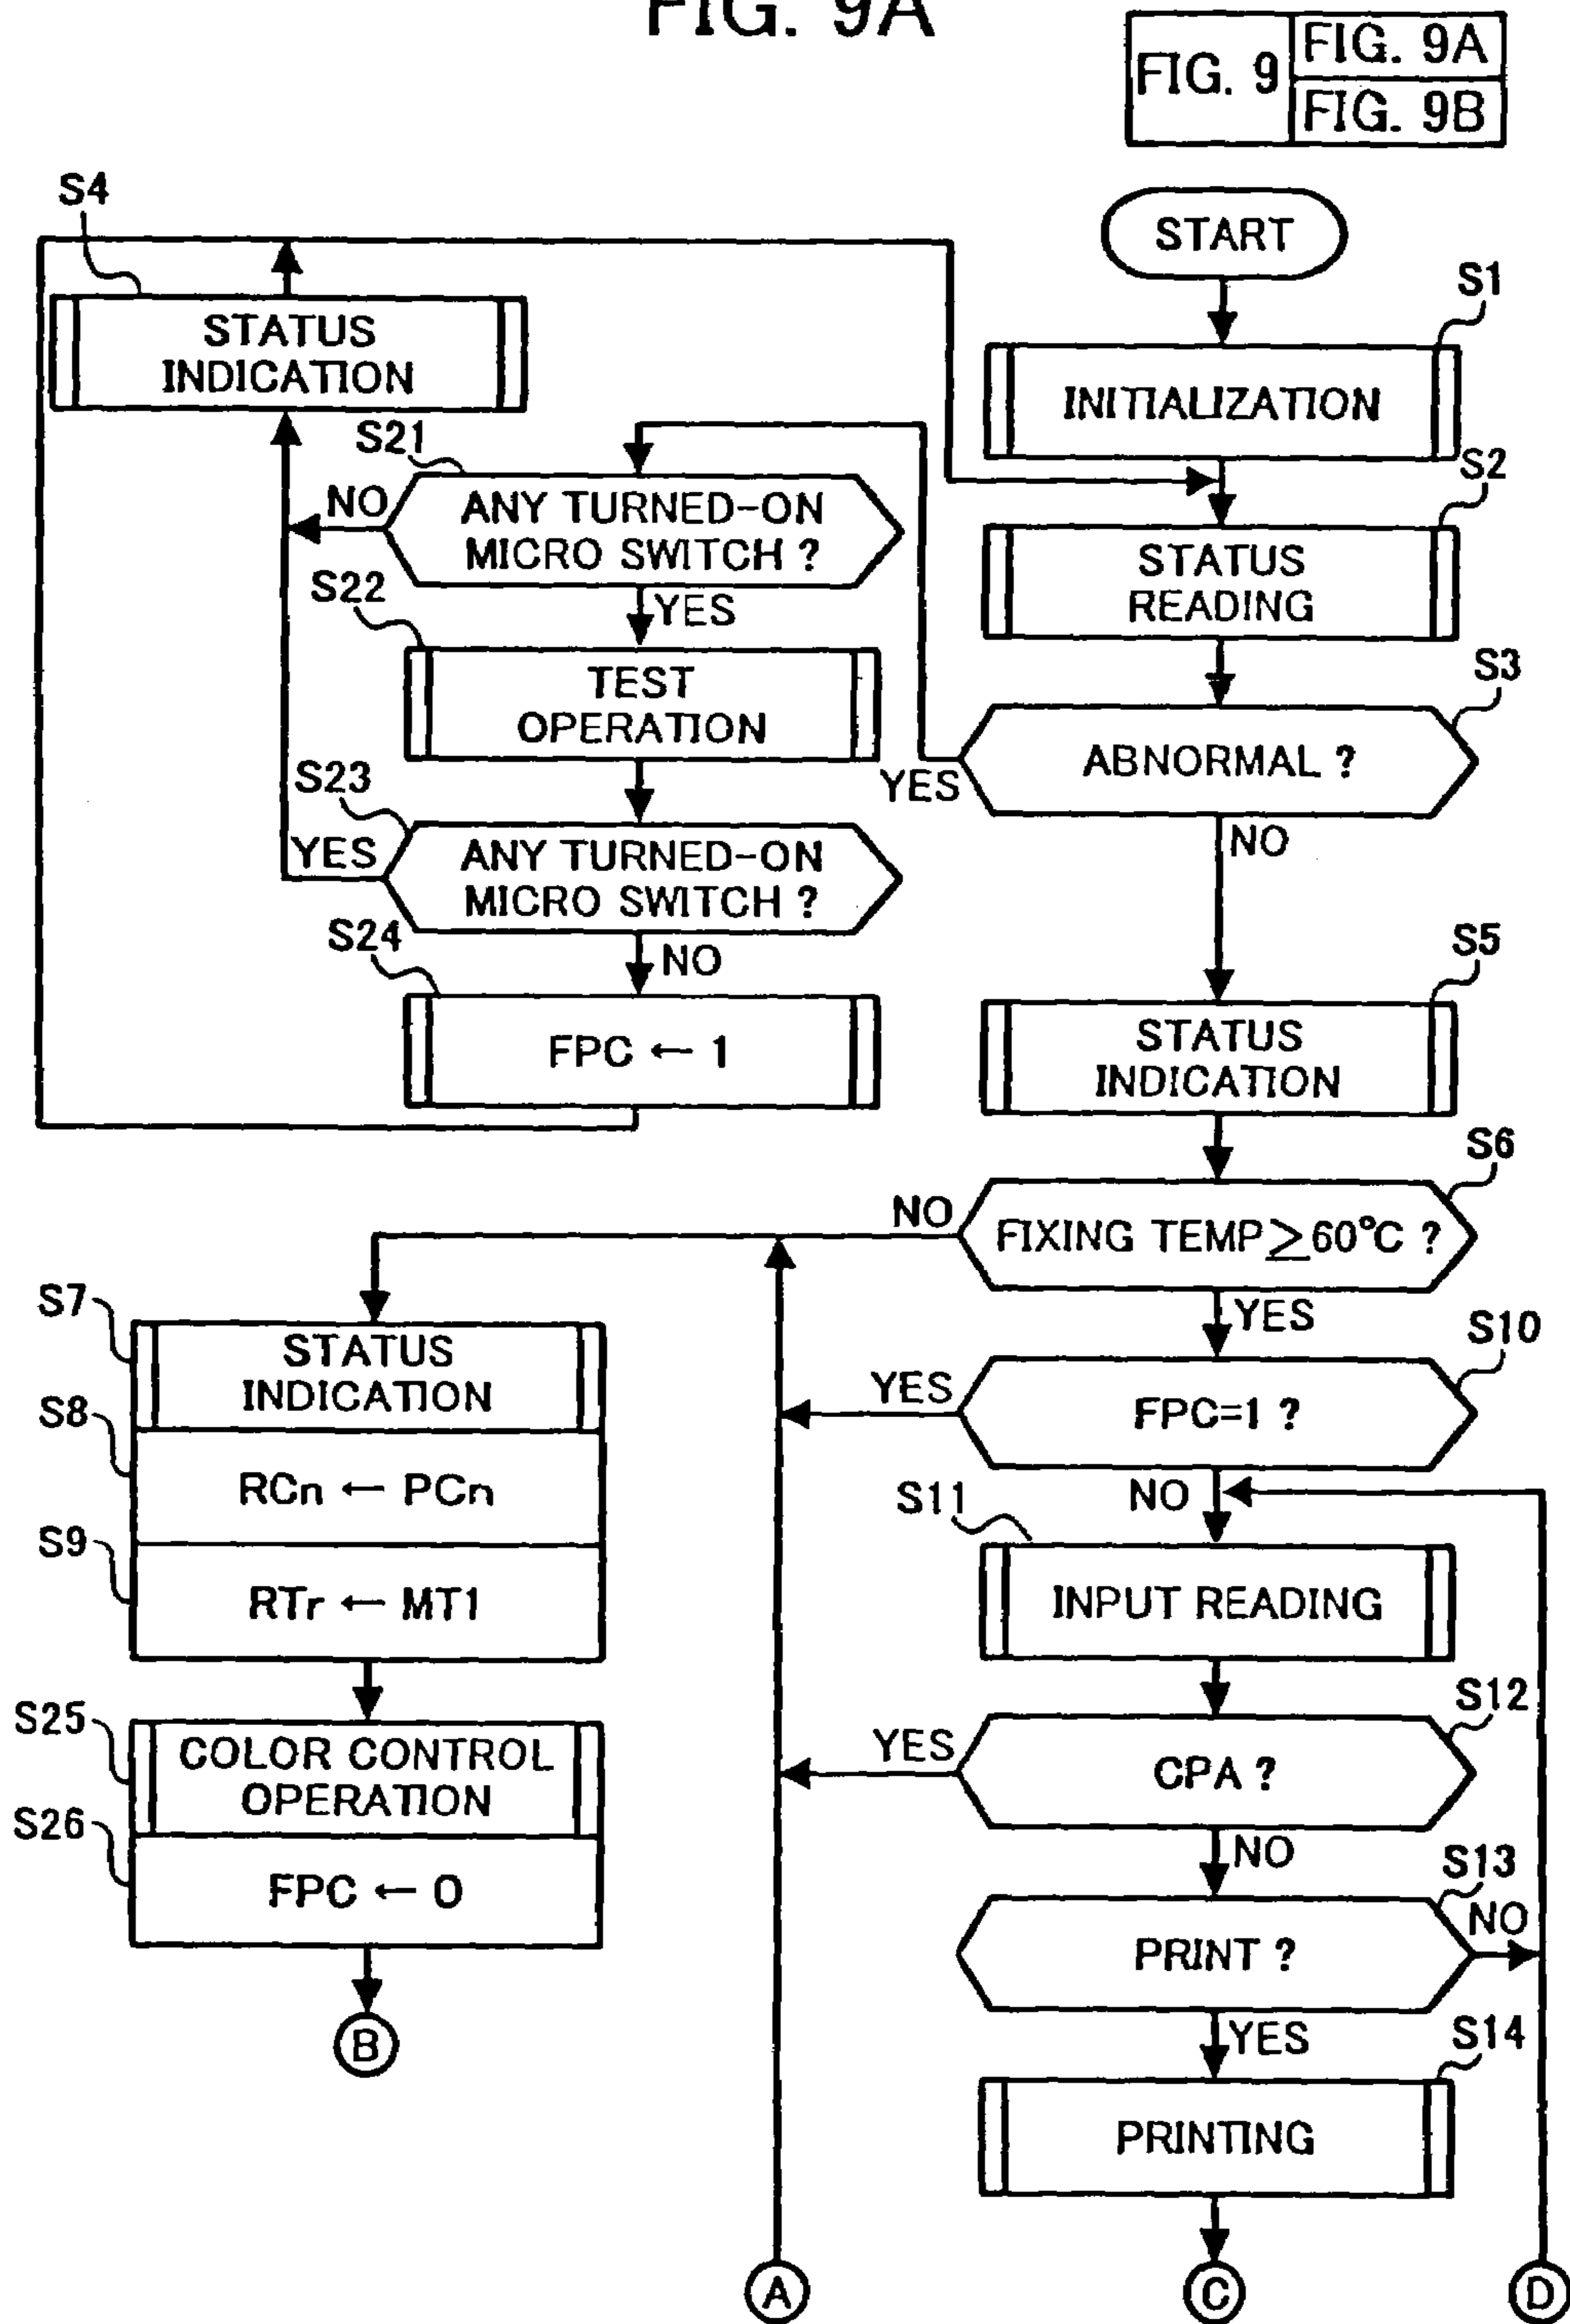 FIG. 9A
FIG. 9
FIG. 9A
FIG. 9B
START
S1
INITIALIZATION
S2
STATUS
READING
S3
ABNORMAL ?
YES
NO
S4
STATUS
INDICATION
S21
ANY TURNED-ON
MICRO SWITCH ?
NO
YES
S22
TEST
OPERATION
S23
ANY TURNED-ON
MICRO SWITCH ?
YES
NO
S24
FPC ← 1
S5
STATUS
INDICATION
S6
FIXING TEMP≥60°C ?
NO
YES
S7
STATUS
INDICATION
S8
RCn ← PCn
S9
RTr ← MT1
S25
COLOR CONTROL
OPERATION
S26
FPC ← 0
B
S10
FPC=1 ?
YES
NO
S11
INPUT READING
S12
CPA ?
YES
NO
S13
PRINT ?
NO
YES
S14
PRINTING
A
C
D